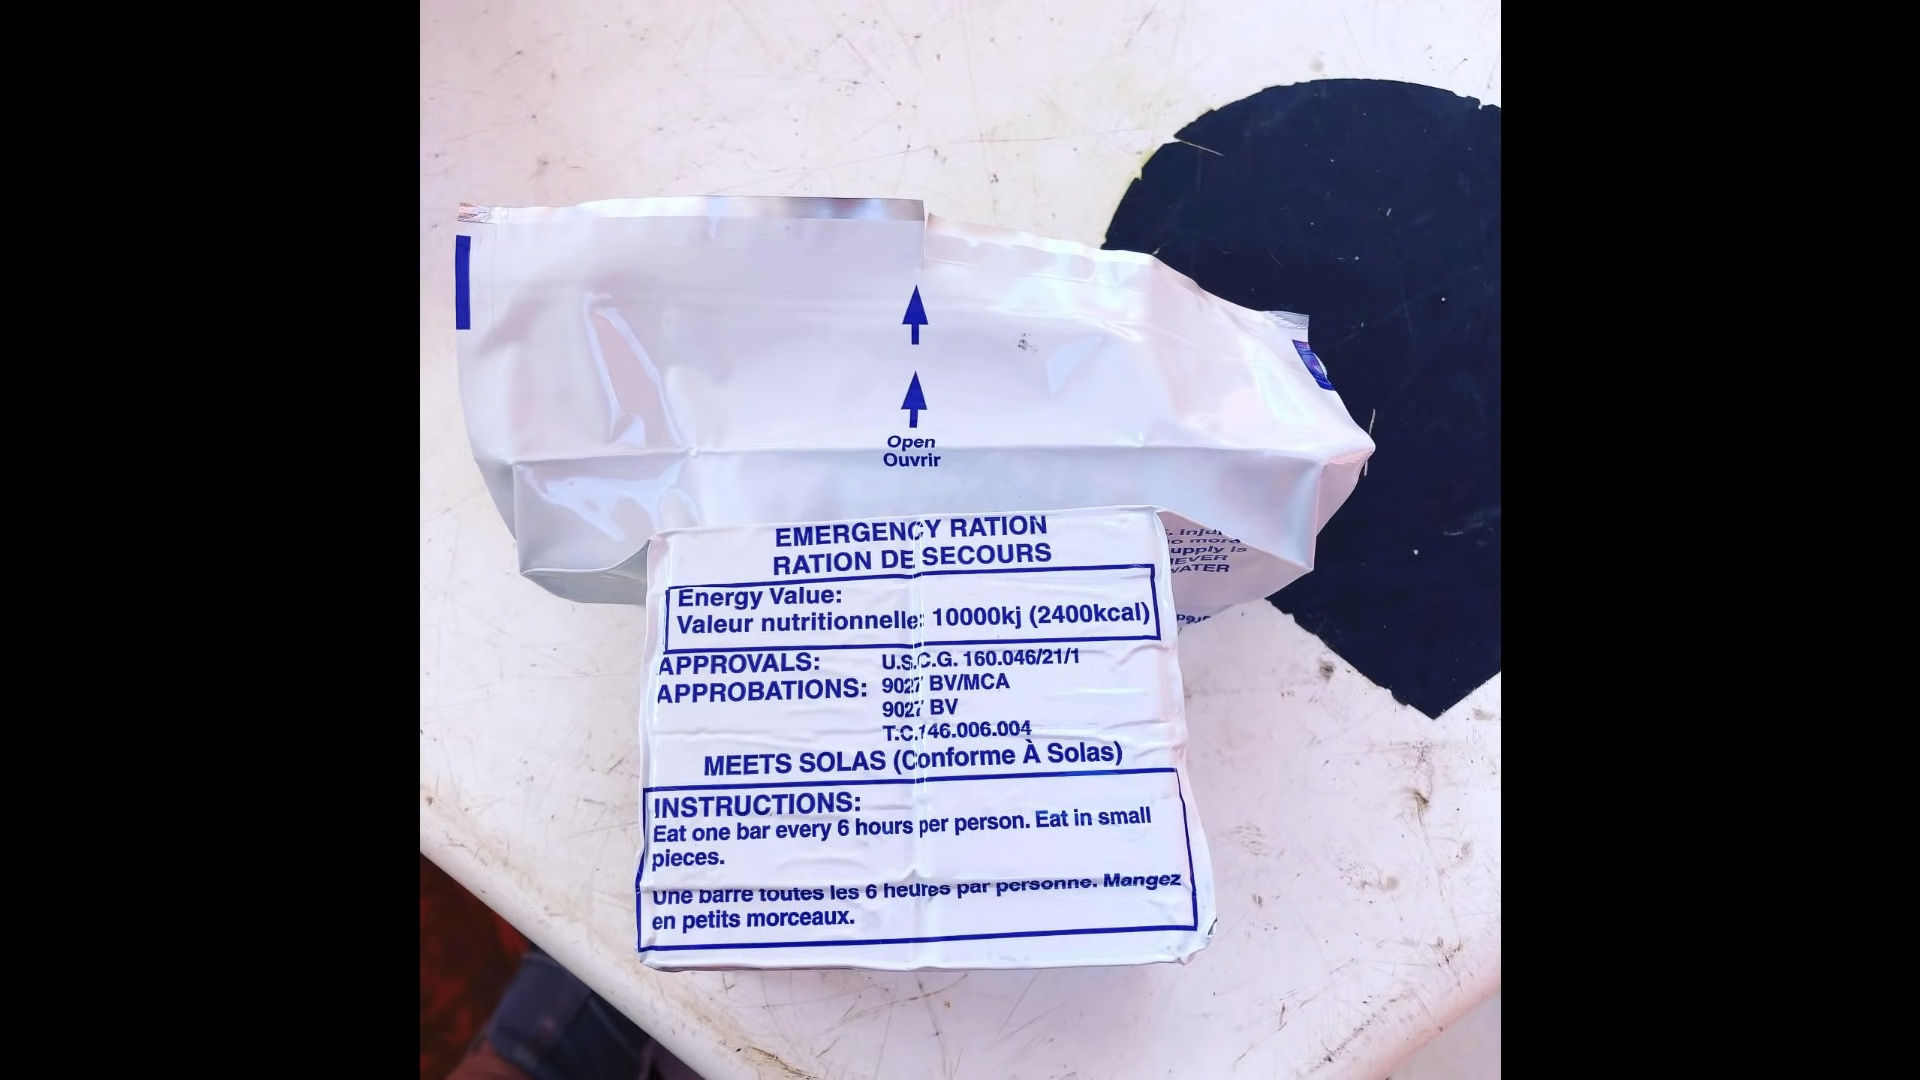 Open
Ouvrir
EMERGENCY RATION
RATION DE SECOURS
Energy Value:
Valeur nutritionnelle: 10000kj (2400kcal)
APPROVALS: U.S.C.G. 160.046/21/1
APPROBATIONS: 9027 BV/MCA
9027 BV
T.C.146.006.004
MEETS SOLAS (Conforme À Solas)
INSTRUCTIONS:
Eat one bar every 6 hours per person. Eat in small
pieces.
Une barre toutes les 6 heures par personne. Mangez
en petits morceaux.
is
WATER